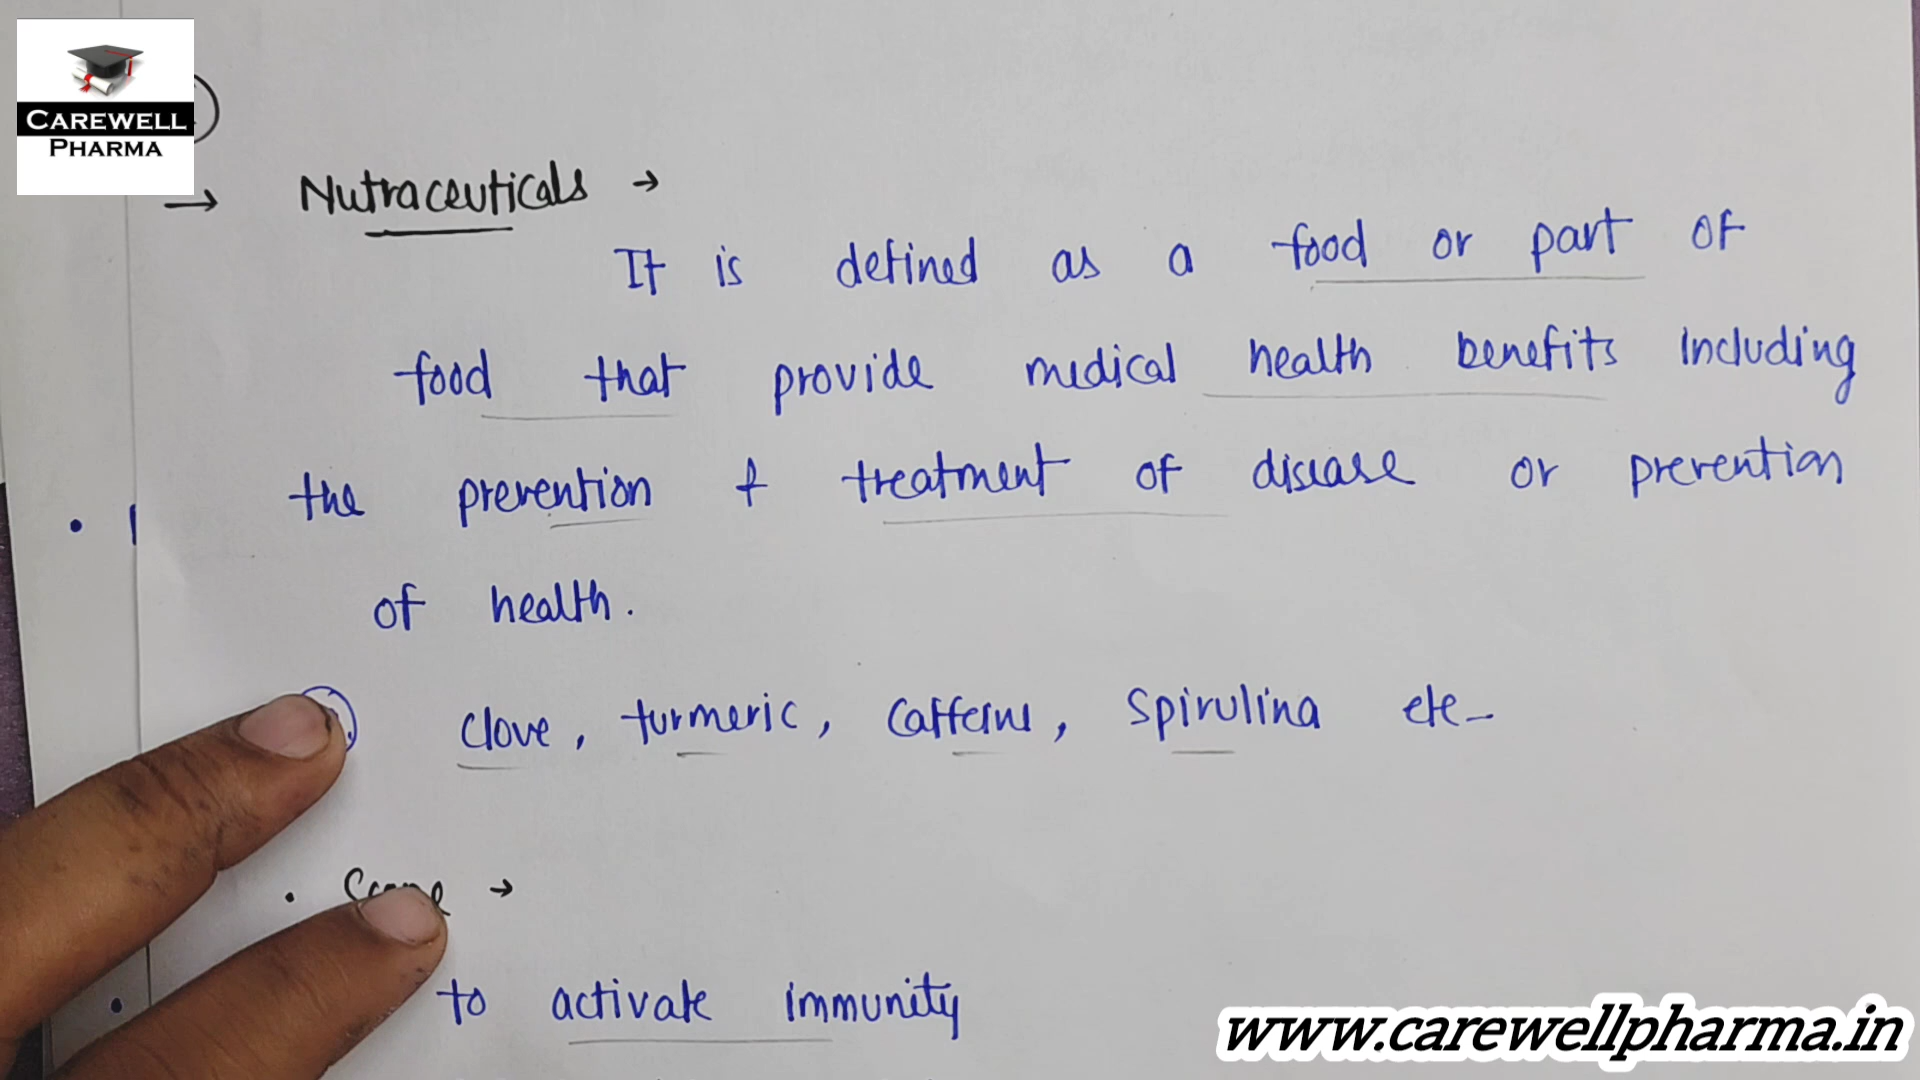 CAREWELL
PHARMA
→ Nutraceuticals →
It is defined as a food or part of
food that provide medical health benefits including
the prevention & treatment of disease or prevention
of health.
Clove, turmeric, Caffeine, Spirulina etc
• Scope →
to activate immunity
www.carewellpharma.in